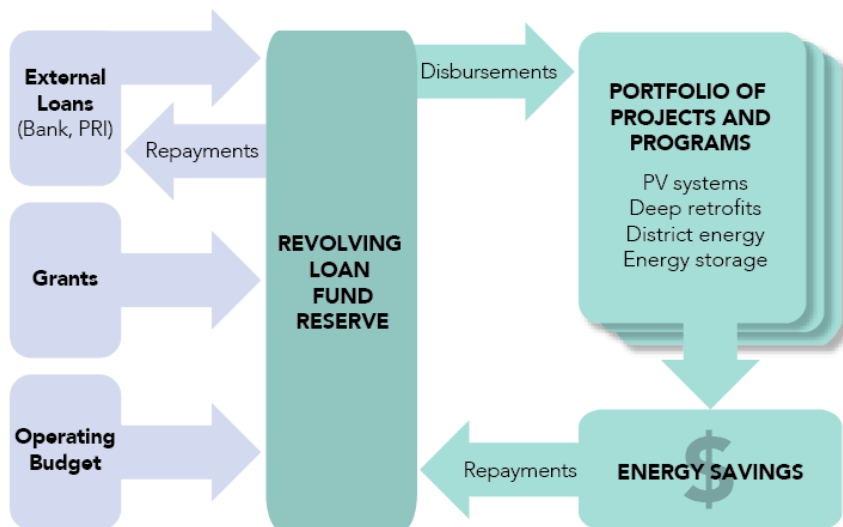 External
Loans
(Bank, PRI)
Repayments
Grants
Operating
Budget
REVOLVING
LOAN
FUND
RESERVE
Disbursements
PORTFOLIO OF
PROJECTS AND
PROGRAMS
PV systems
Deep retrofits
District energy
Energy storage
Repayments
$
ENERGY SAVINGS